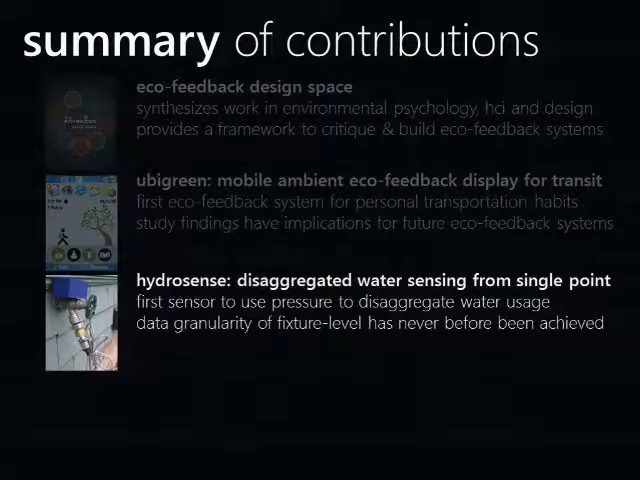 summary of contributions
eco-feedback design space
synthesizes work in environmental psychology, hci and design
provides a framework to critique & build eco-feedback systems
ubigreen: mobile ambient eco-feedback display for transit
first eco-feedback system for personal transportation habits
study findings have implications for future eco-feedback systems
hydrosense: disaggregated water sensing from single point
first sensor to use pressure to disaggregate water usage
data granularity of fixture-level has never before been achieved